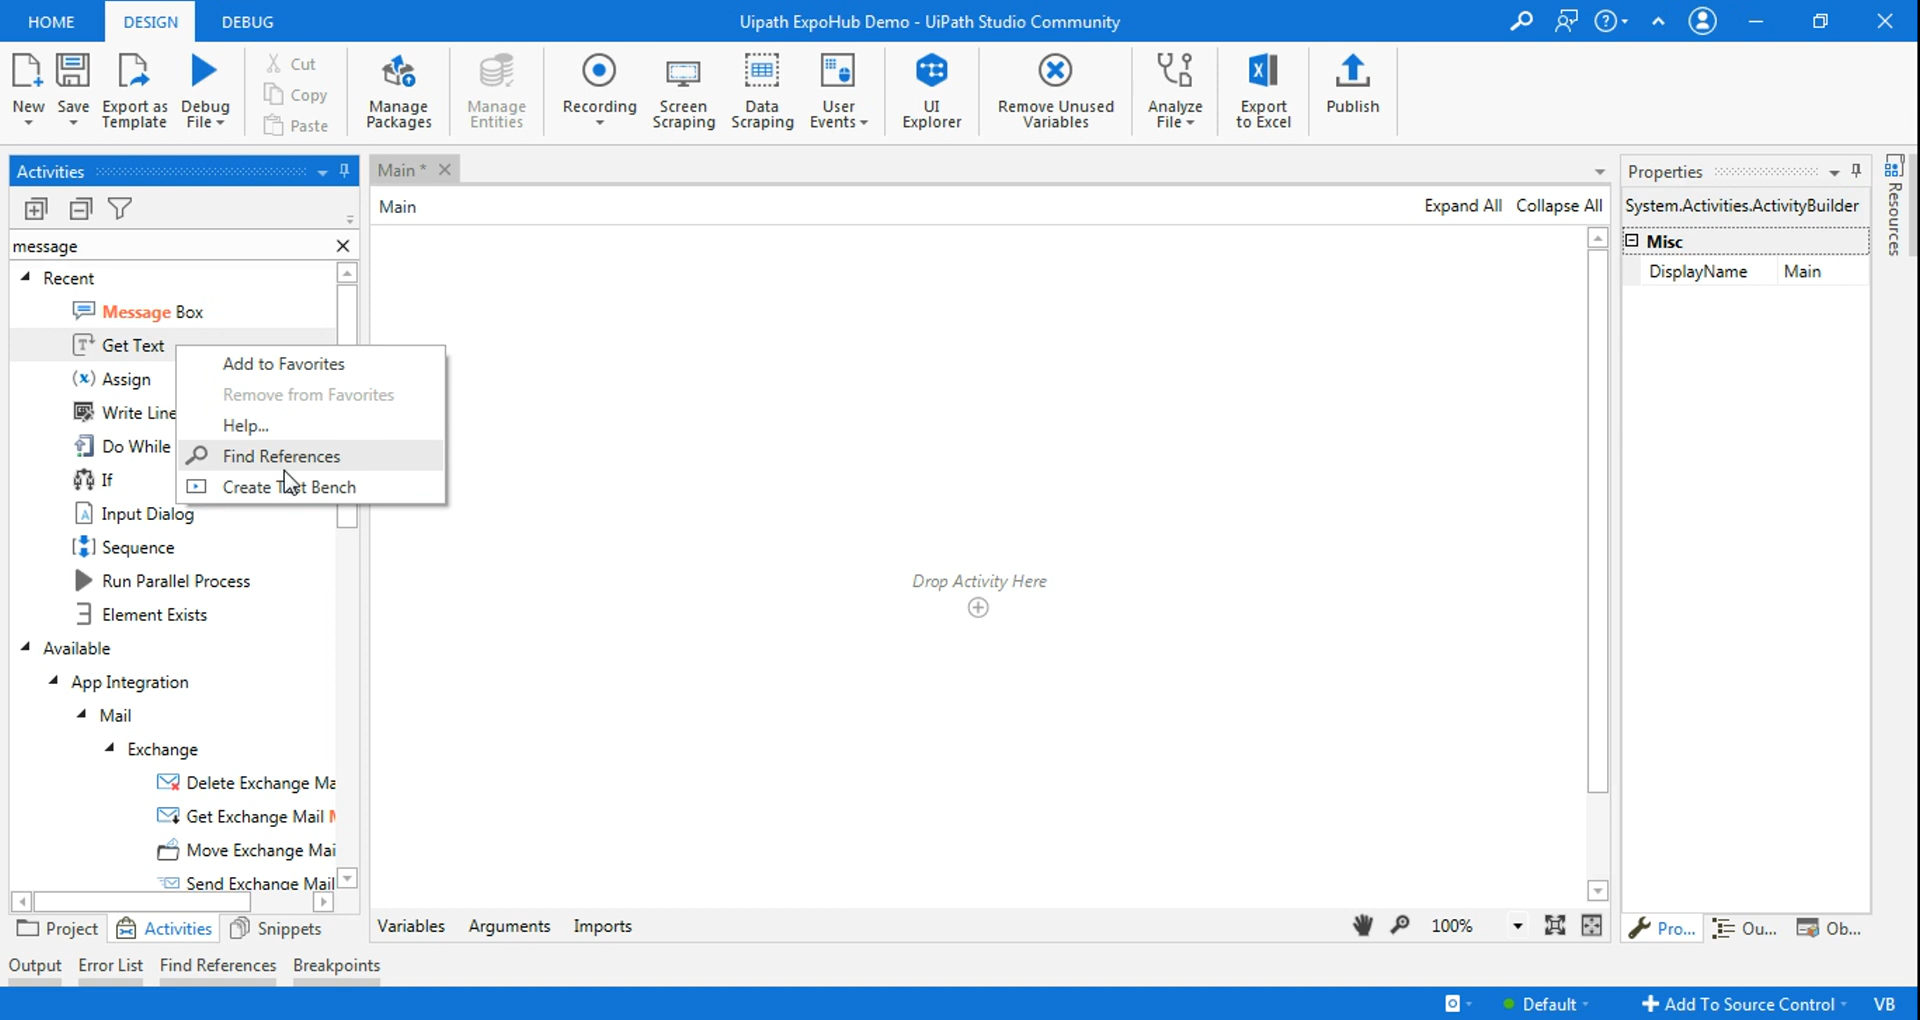 HOME DESIGN DEBUG Uipath ExpoHub Demo - UiPath Studio Community
New Save Export as Template Debug File
Cut
Copy
Paste
Manage Packages Manage Entities Recording Screen Scraping Data Scraping User Events UI Explorer Remove Unused Variables Analyze File Export to Excel Publish
Activities
message
Recent
Message Box
Get Text
Assign
Write Line
Do While
If
Input Dialog
Sequence
Run Parallel Process
Element Exists
Available
App Integration
Mail
Exchange
Delete Exchange Ma
Get Exchange Mail M
Move Exchange Mai
Send Exchange Mail
Project Activities Snippets
Add to Favorites
Remove from Favorites
Help...
Find References
Create Test Bench
Main *
Main Expand All Collapse All
Drop Activity Here
Variables Arguments Imports 100%
Properties
System.Activities.ActivityBuilder
Misc
DisplayName Main
Pro... Ou... Ob...
Resources
Output Error List Find References Breakpoints
Default Add To Source Control VB